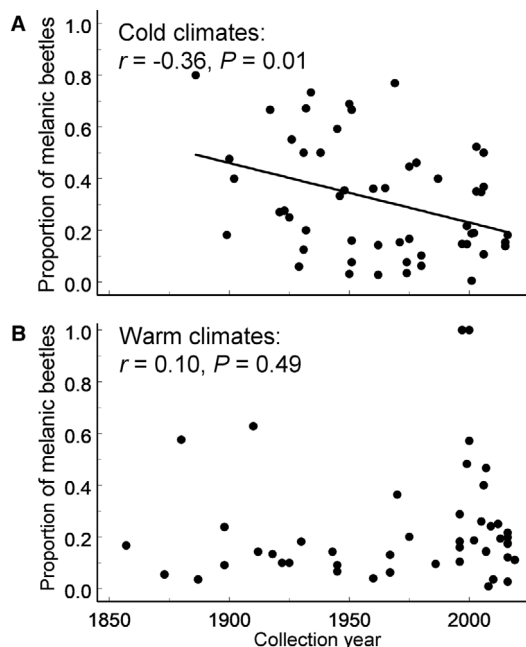 A
Cold climates:
r = -0.36, P = 0.01
Proportion of melanic beetles
1.0
0.8
0.6
0.4
0.2
0.0
B
Warm climates:
r = 0.10, P = 0.49
Proportion of melanic beetles
1.0
0.8
0.6
0.4
0.2
0.0
1850
1900
1950
2000
Collection year